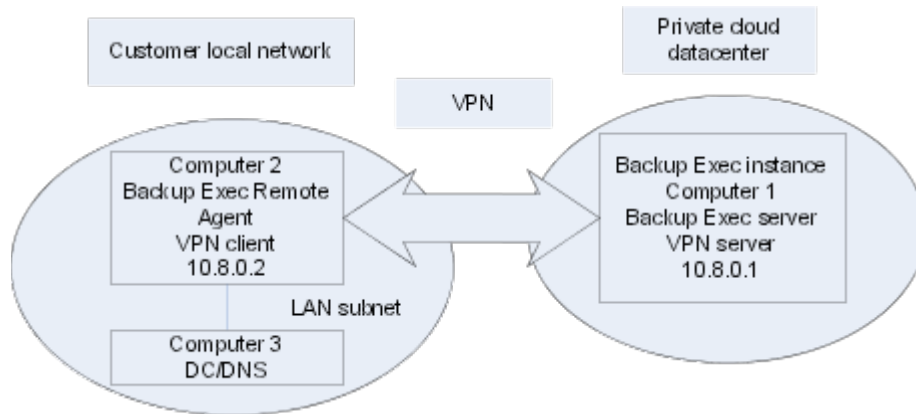 Customer local network
Private cloud
datacenter
VPN
Computer 2
Backup Exec Remote
Agent
VPN client
10.8.0.2
LAN subnet
Computer 3
DC/DNS
Backup Exec instance
Computer 1
Backup Exec server
VPN server
10.8.0.1